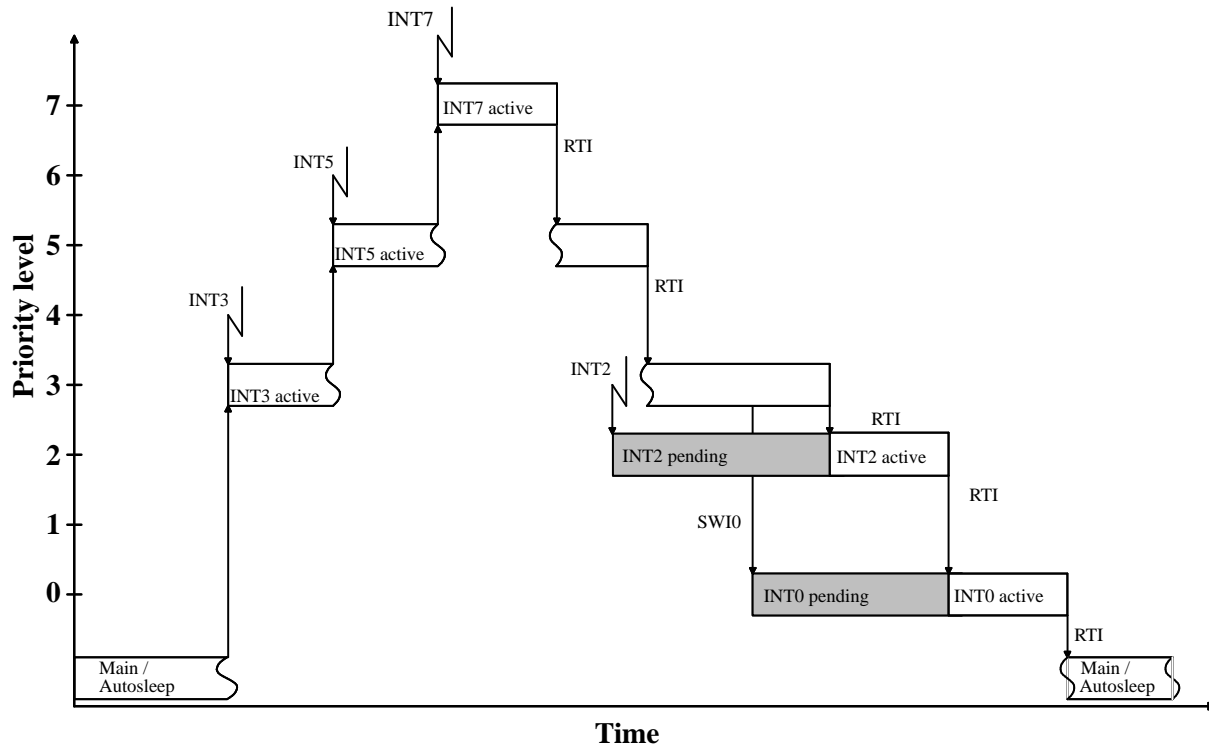 INT7
7
INT7 active
RTI
INT5
6
5
INT5 active
RTI
INT3
4
INT2
3
INT3 active
RTI
2
INT2 pending
INT2 active
RTI
1
SWI0
0
INT0 pending
INT0 active
RTI
Main /
Autosleep
Main /
Autosleep
Priority level
Time